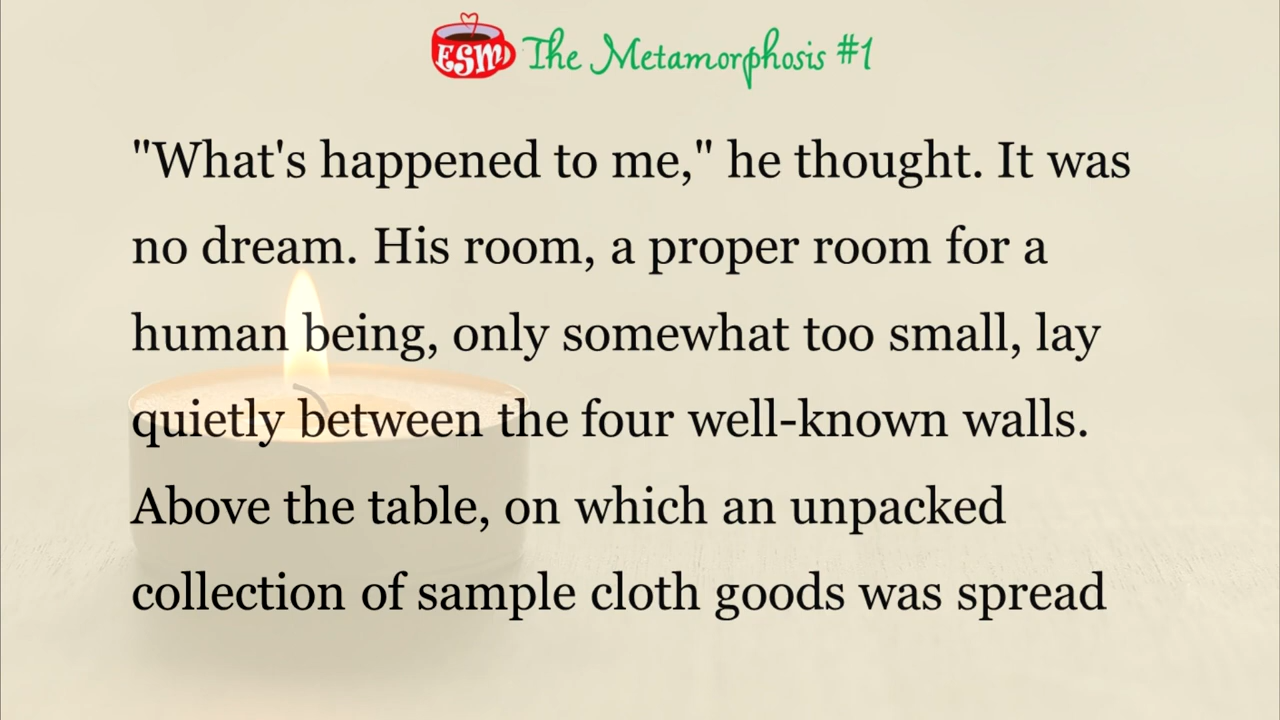 ESM The Metamorphosis #1
"What's happened to me," he thought. It was
no dream. His room, a proper room for a
human being, only somewhat too small, lay
quietly between the four well-known walls.
Above the table, on which an unpacked
collection of sample cloth goods was spread